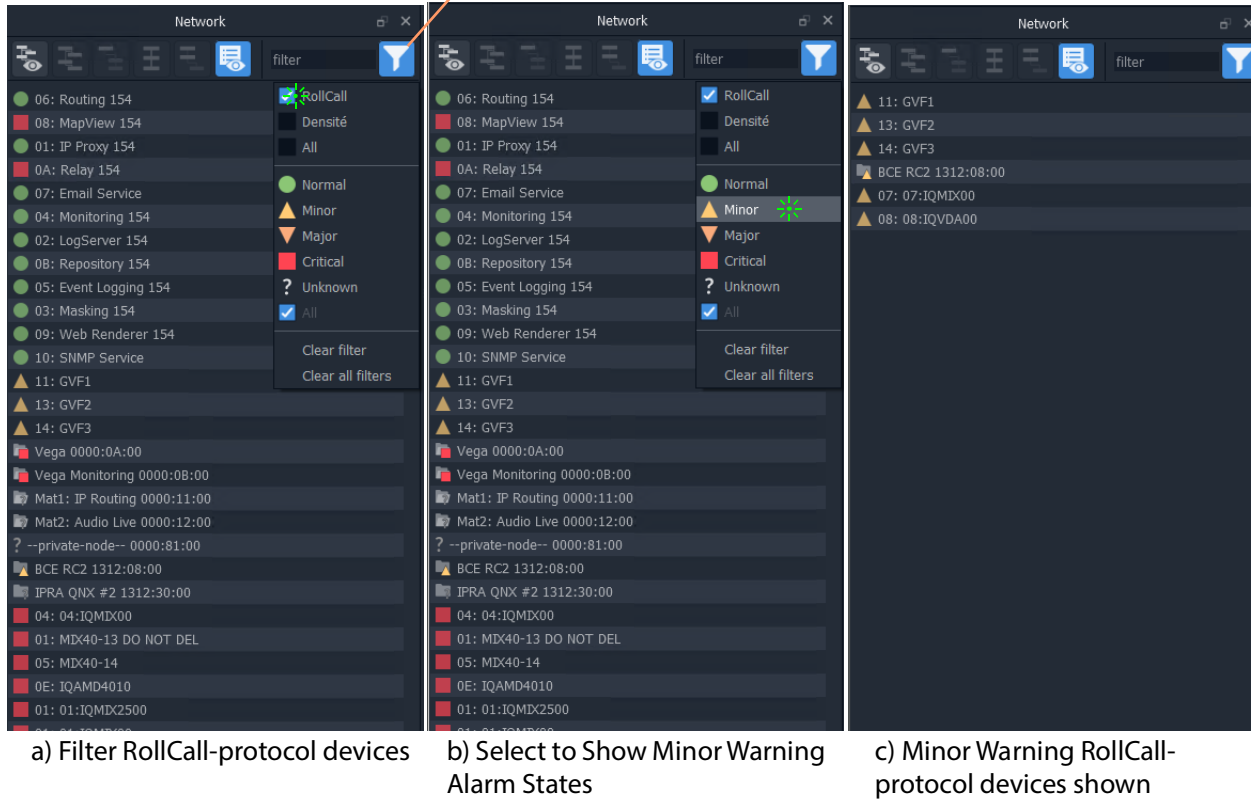 Network
filter
06: Routing 154
08: MapView 154
01: IP Proxy 154
0A: Relay 154
07: Email Service
04: Monitoring 154
02: LogServer 154
0B: Repository 154
05: Event Logging 154
03: Masking 154
09: Web Renderer 154
10: SNMP Service
11: GVF1
13: GVF2
14: GVF3
Vega 0000:0A:00
Vega Monitoring 0000:0B:00
Mat1: IP Routing 0000:11:00
Mat2: Audio Live 0000:12:00
? --private-node-- 0000:81:00
BCE RC2 1312:08:00
IPRA QNX #2 1312:30:00
04: 04:IQMIX00
01: MIX40-13 DO NOT DEL
05: MIX40-14
0E: IQAMD4010
01: 01:IQMIX2500
RollCall
Densité
All
Normal
Minor
Major
Critical
? Unknown
All
Clear filter
Clear all filters
a) Filter RollCall-protocol devices
Network
filter
06: Routing 154
08: MapView 154
01: IP Proxy 154
0A: Relay 154
07: Email Service
04: Monitoring 154
02: LogServer 154
0B: Repository 154
05: Event Logging 154
03: Masking 154
09: Web Renderer 154
10: SNMP Service
11: GVF1
13: GVF2
14: GVF3
Vega 0000:0A:00
Vega Monitoring 0000:0B:00
Mat1: IP Routing 0000:11:00
Mat2: Audio Live 0000:12:00
? --private-node-- 0000:81:00
BCE RC2 1312:08:00
IPRA QNX #2 1312:30:00
04: 04:IQMIX00
01: MIX40-13 DO NOT DEL
05: MIX40-14
0E: IQAMD4010
01: 01:IQMIX2500
RollCall
Densité
All
Normal
Minor
Major
Critical
? Unknown
All
Clear filter
Clear all filters
b) Select to Show Minor Warning
Alarm States
Network
filter
11: GVF1
13: GVF2
14: GVF3
BCE RC2 1312:08:00
07: 07:IQMIX00
08: 08:IQVDA00
c) Minor Warning RollCall-
protocol devices shown